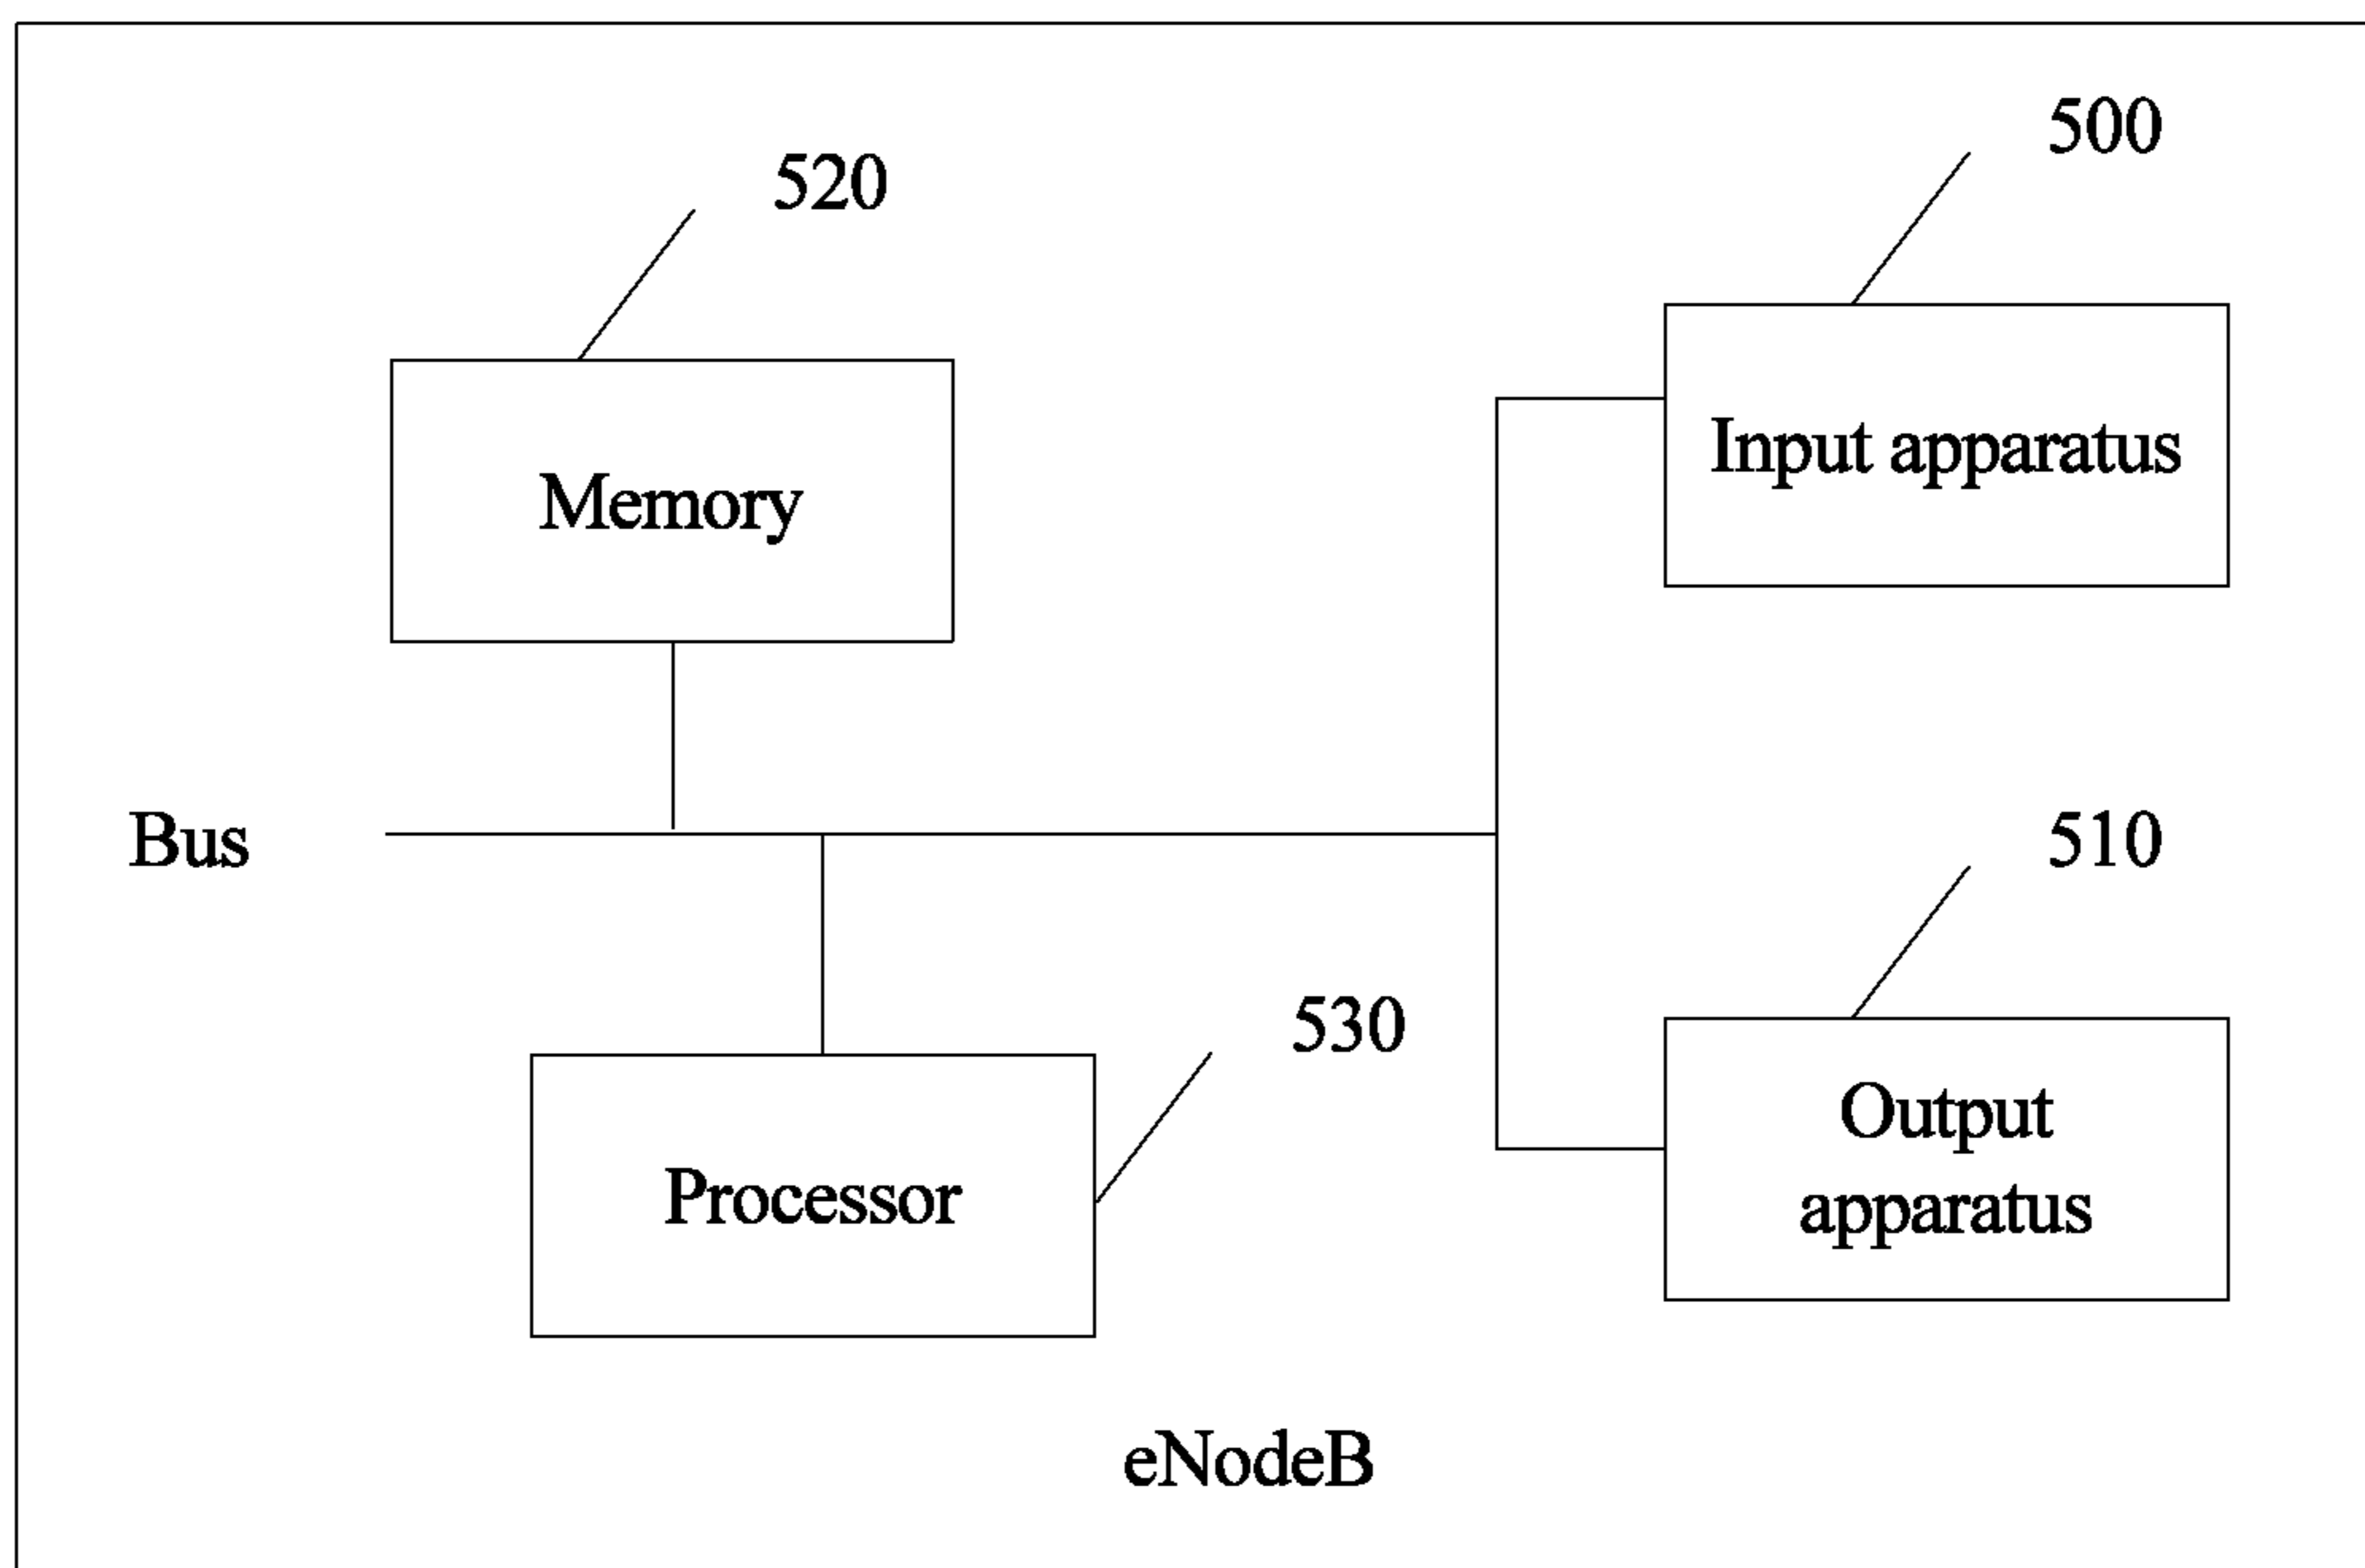 500
520
Input apparatus
Memory
Bus
510
530
Output
apparatus
Processor
eNodeB